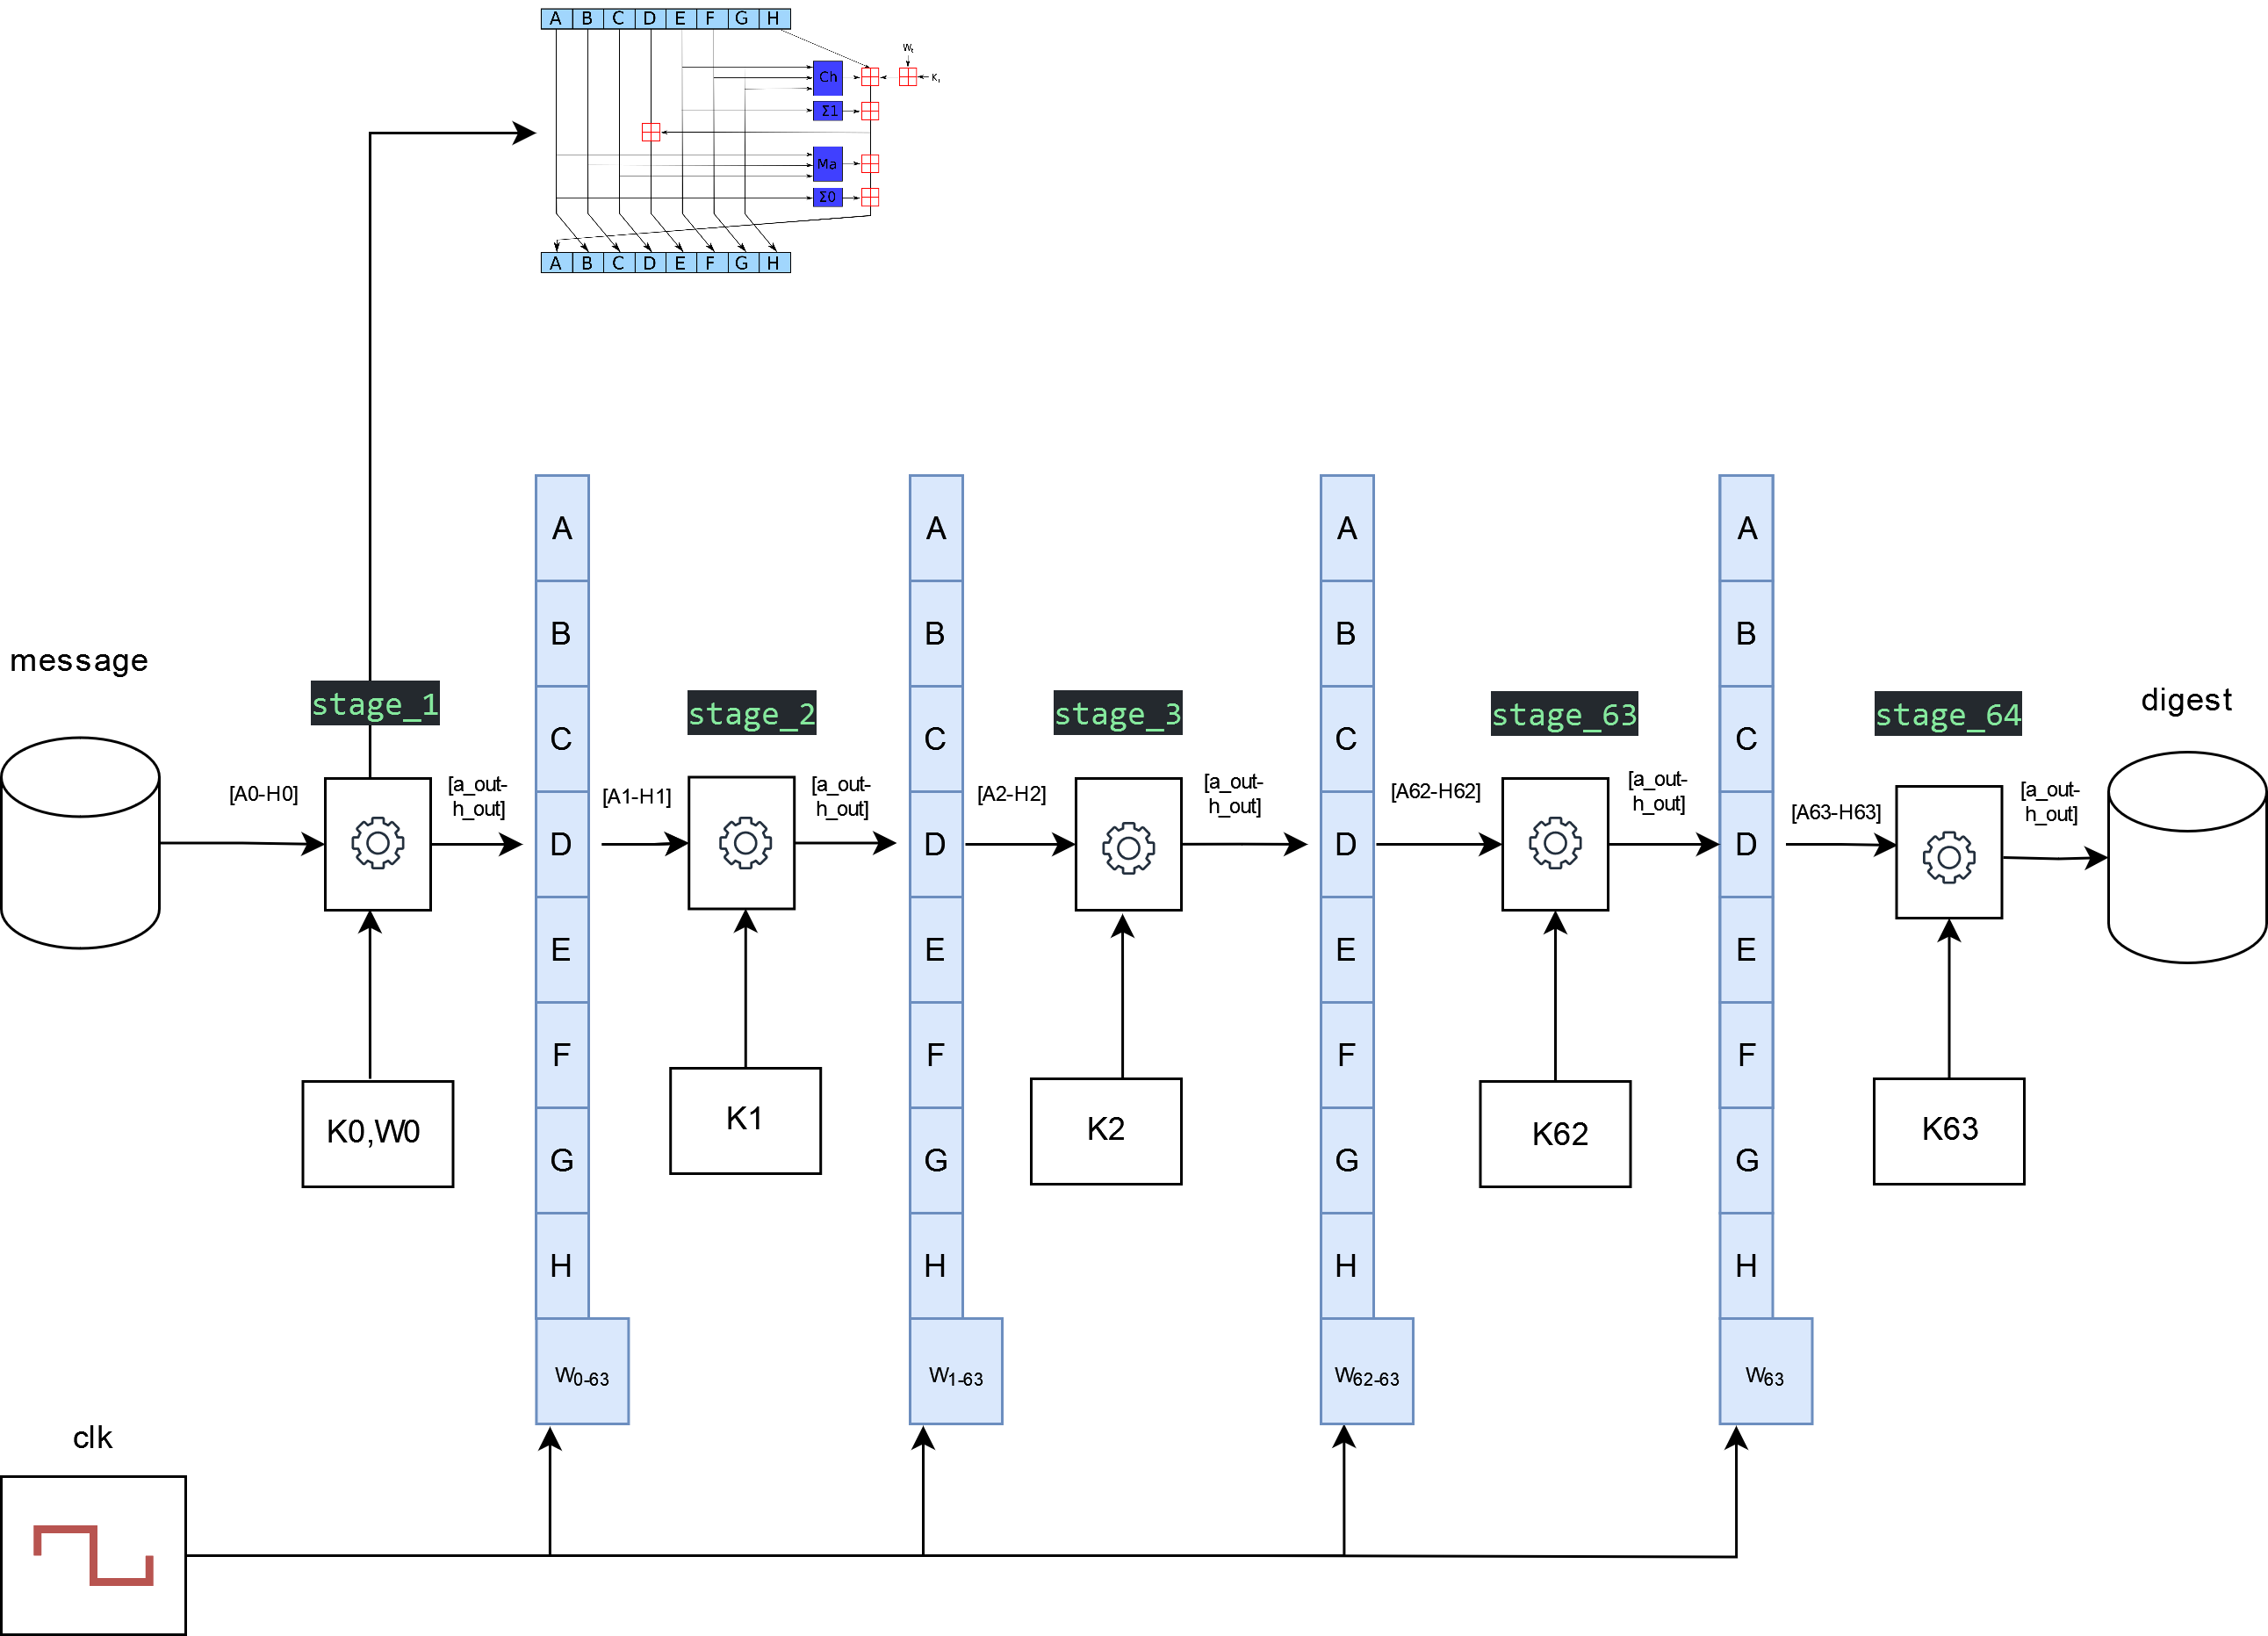 A B C D E F G H
Wt
Ch
Kt
Σ1
Ma
Σ0
A B C D E F G H
message
stage_1
stage_2
stage_3
stage_63
stage_64
digest
[A0-H0]
[a_out-
h_out]
[A1-H1]
[a_out-
h_out]
[A2-H2]
[a_out-
h_out]
[A62-H62]
[a_out-
h_out]
[A63-H63]
[a_out-
h_out]
A
B
C
D
E
F
G
H
W0-63
A
B
C
D
E
F
G
H
W1-63
A
B
C
D
E
F
G
H
W62-63
A
B
C
D
E
F
G
H
W63
K0,W0
K1
K2
K62
K63
clk